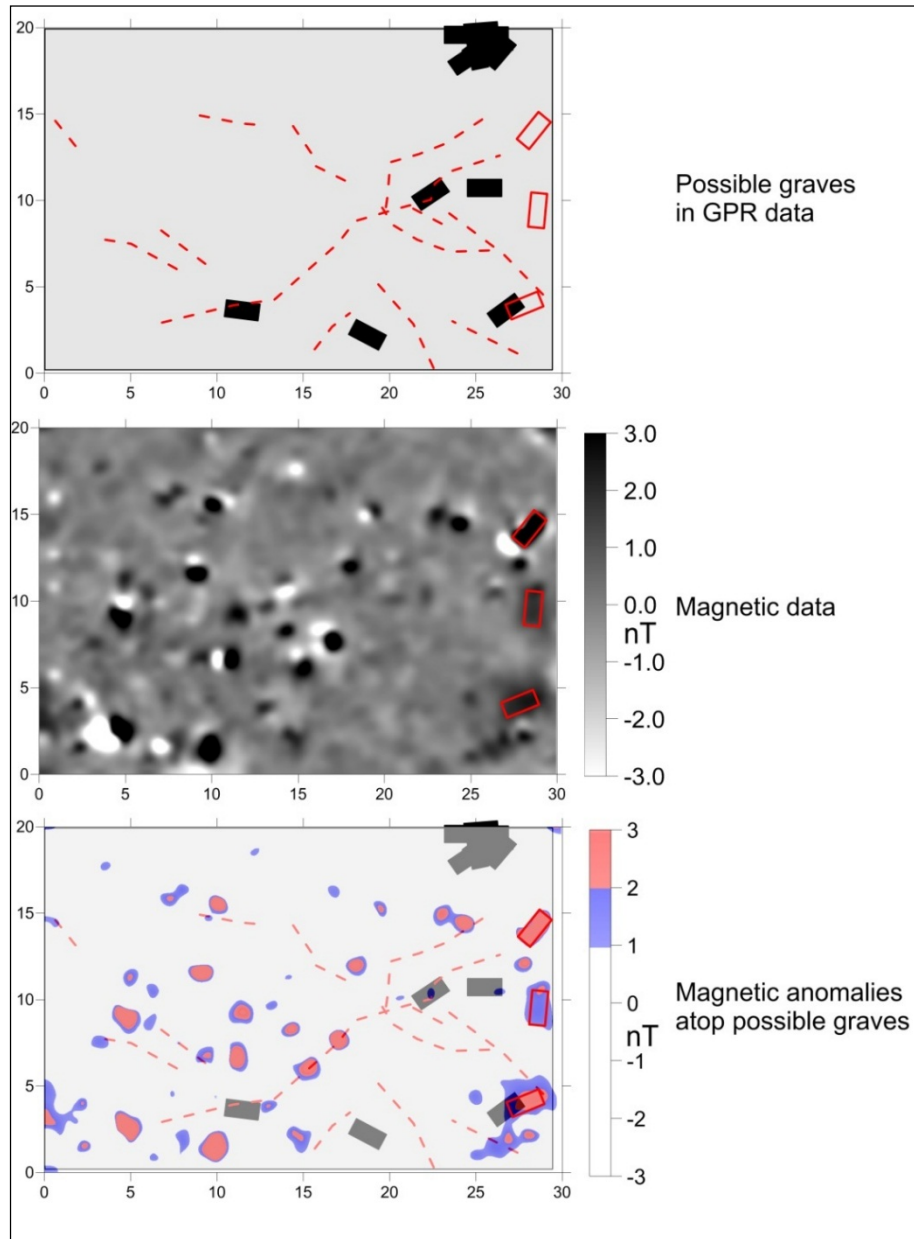 20
15
10
5
0
0 5 10 15 20 25 30
Possible graves
in GPR data
20
15
10
5
0
0 5 10 15 20 25 30
3.0
2.0
1.0
0.0
nT
-1.0
-2.0
-3.0
Magnetic data
20
15
10
5
0
0 5 10 15 20 25 30
3
2
1
0
nT
-1
-2
-3
Magnetic anomalies
atop possible graves